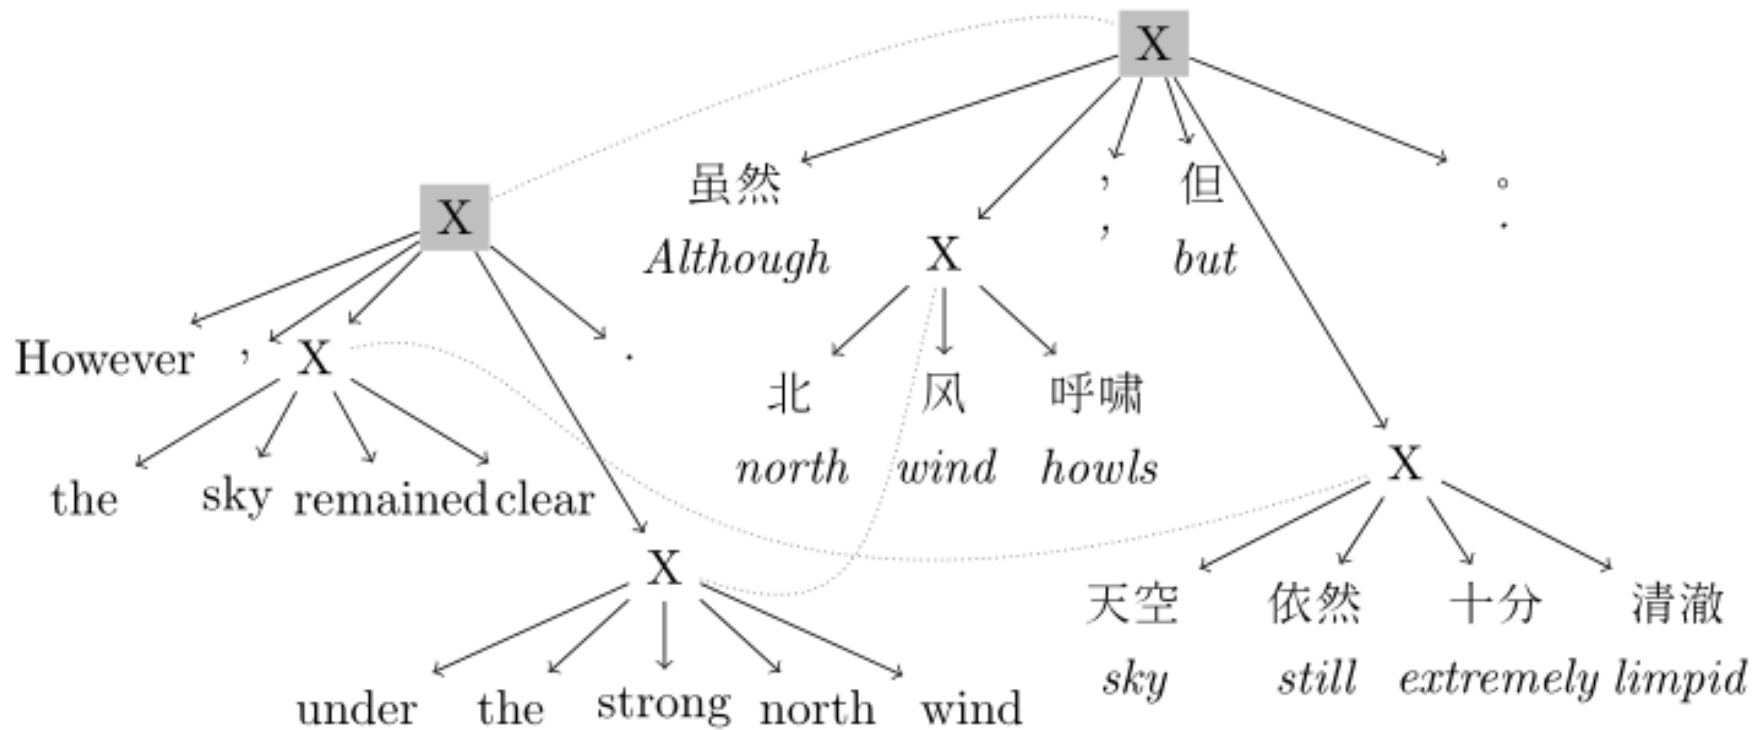 X
虽然 , 但 。
Although X , but .
X
However , X .
北 风 呼啸
north wind howls
X
the sky remained clear
X
天空 依然 十分 清澈
sky still extremely limpid
under the strong north wind